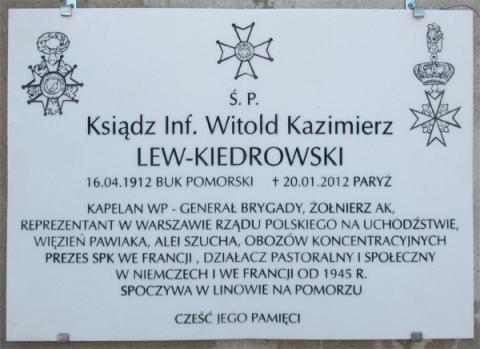 Ś. P.
Ksiądz Inf. Witold Kazimierz
LEW-KIEDROWSKI
16.04.1912 BUK POMORSKI † 20.01.2012 PARYŻ
KAPELAN WP - GENERAŁ BRYGADY, ŻOŁNIERZ AK,
REPREZENTANT W WARSZAWIE RZĄDU POLSKIEGO NA UCHODŹSTWIE,
WIĘZIEŃ PAWIAKA, ALEI SZUCHA, OBOZÓW KONCENTRACYJNYCH
PREZES SPK WE FRANCJI , DZIAŁACZ PASTORALNY I SPOŁECZNY
W NIEMCZECH I WE FRANCJI OD 1945 R.
SPOCZYWA W LINOWIE NA POMORZU
CZEŚĆ JEGO PAMIĘCI